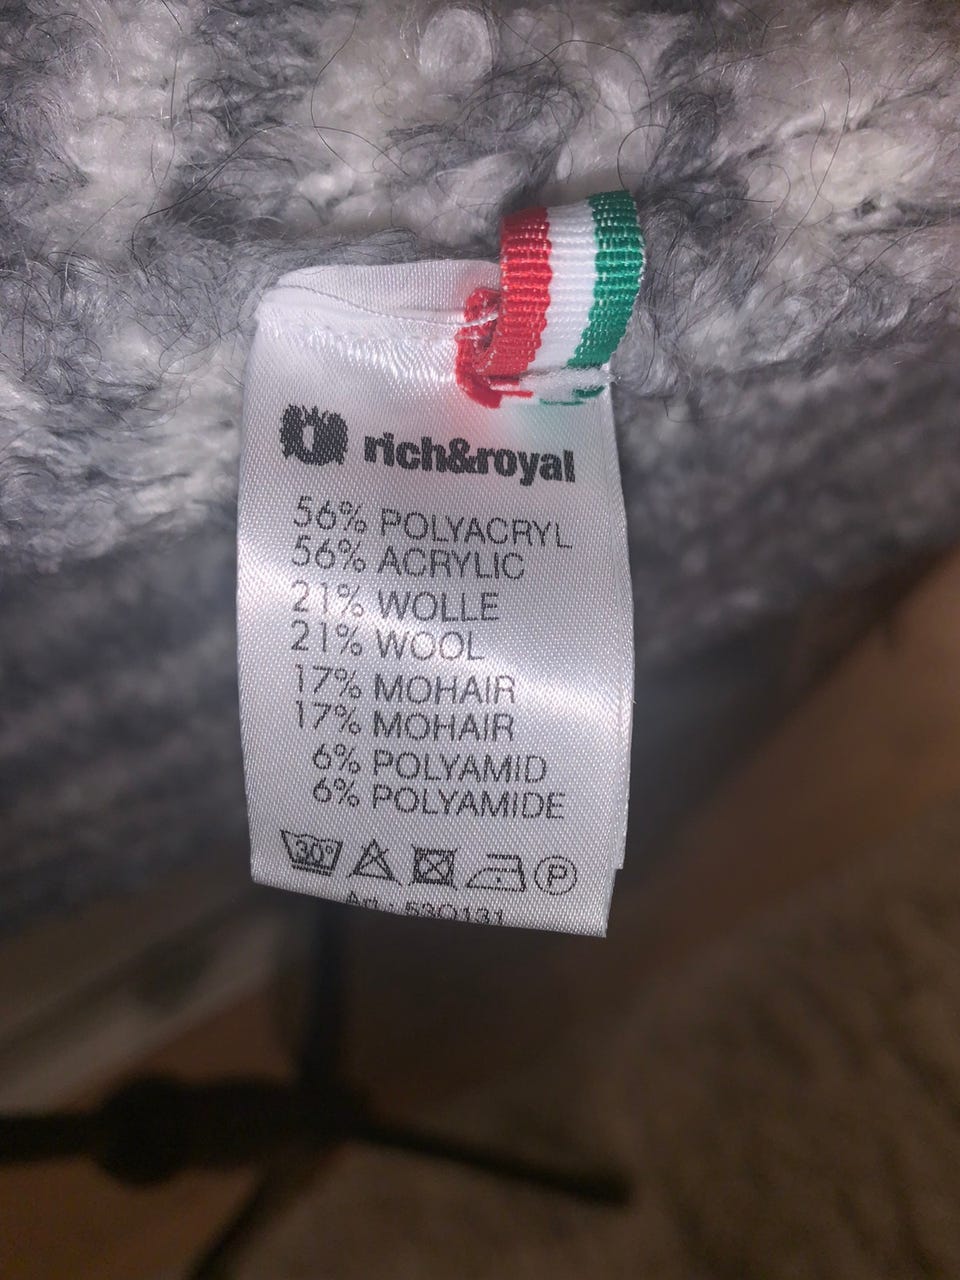 rich&royal
56% POLYACRYL
56% ACRYLIC
21% WOLLE
21% WOOL
17% MOHAIR
17% MOHAIR
6% POLYAMID
6% POLYAMIDE
30° P
Art.: